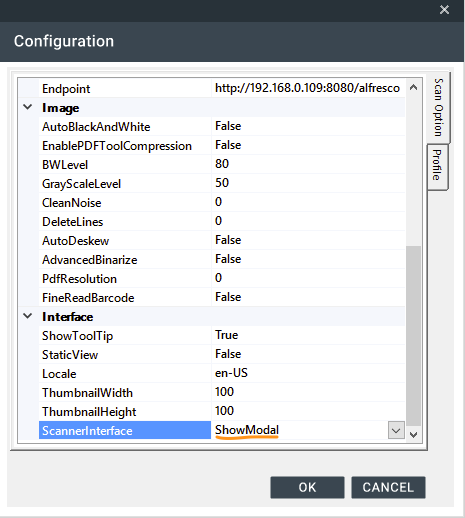 Configuration
Endpoint http://192.168.0.109:8080/alfresco
Image
AutoBlackAndWhite False
EnablePDFToolCompression False
BWLevel 80
GrayScaleLevel 50
CleanNoise 0
DeleteLines 0
AutoDeskew False
AdvancedBinarize False
PdfResolution 0
FineReadBarcode False
Interface
ShowToolTip True
StaticView False
Locale en-US
ThumbnailWidth 100
ThumbnailHeight 100
ScannerInterface ShowModal
Scan Option
Profile
OK CANCEL